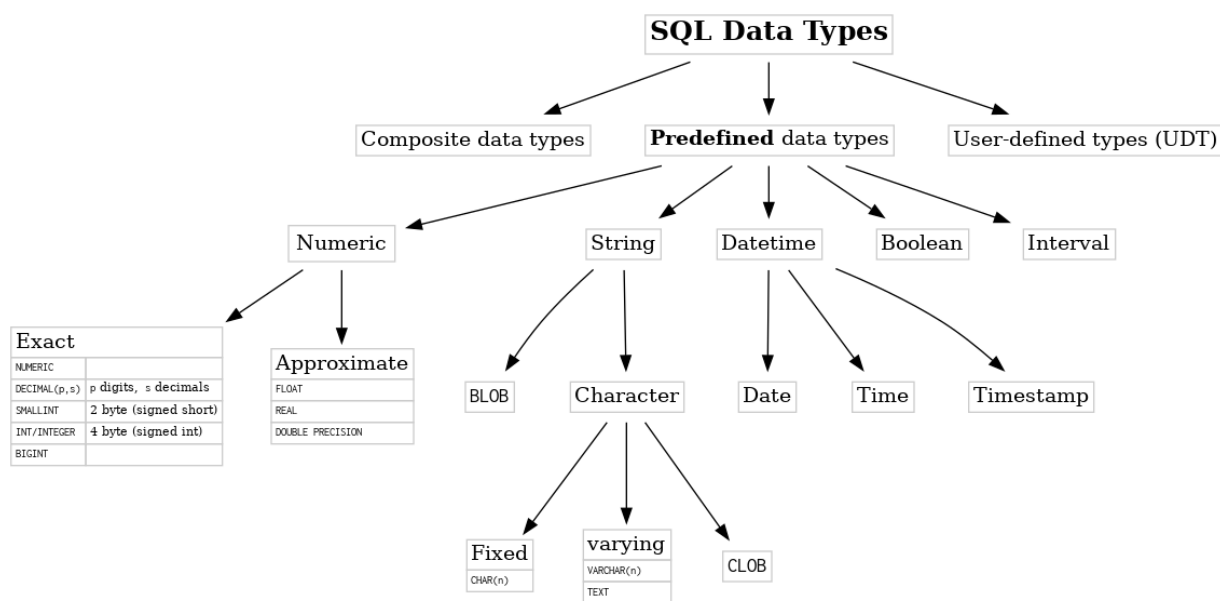 SQL Data Types
Composite data types
Predefined data types
User-defined types (UDT)
Numeric
String
Datetime
Boolean
Interval
Exact
NUMERIC
DECIMAL(p,s) p digits, s decimals
SMALLINT 2 byte (signed short)
INT/INTEGER 4 byte (signed int)
BIGINT
Approximate
FLOAT
REAL
DOUBLE PRECISION
BLOB
Character
Date
Time
Timestamp
Fixed
CHAR(n)
varying
VARCHAR(n)
TEXT
CLOB